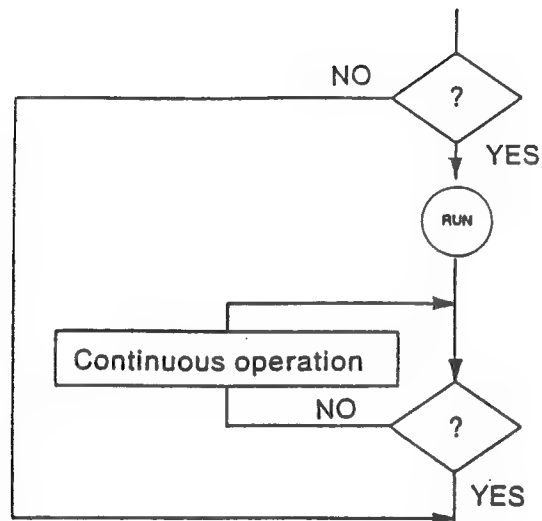 NO
?
YES
RUN
Continuous operation
NO
?
YES